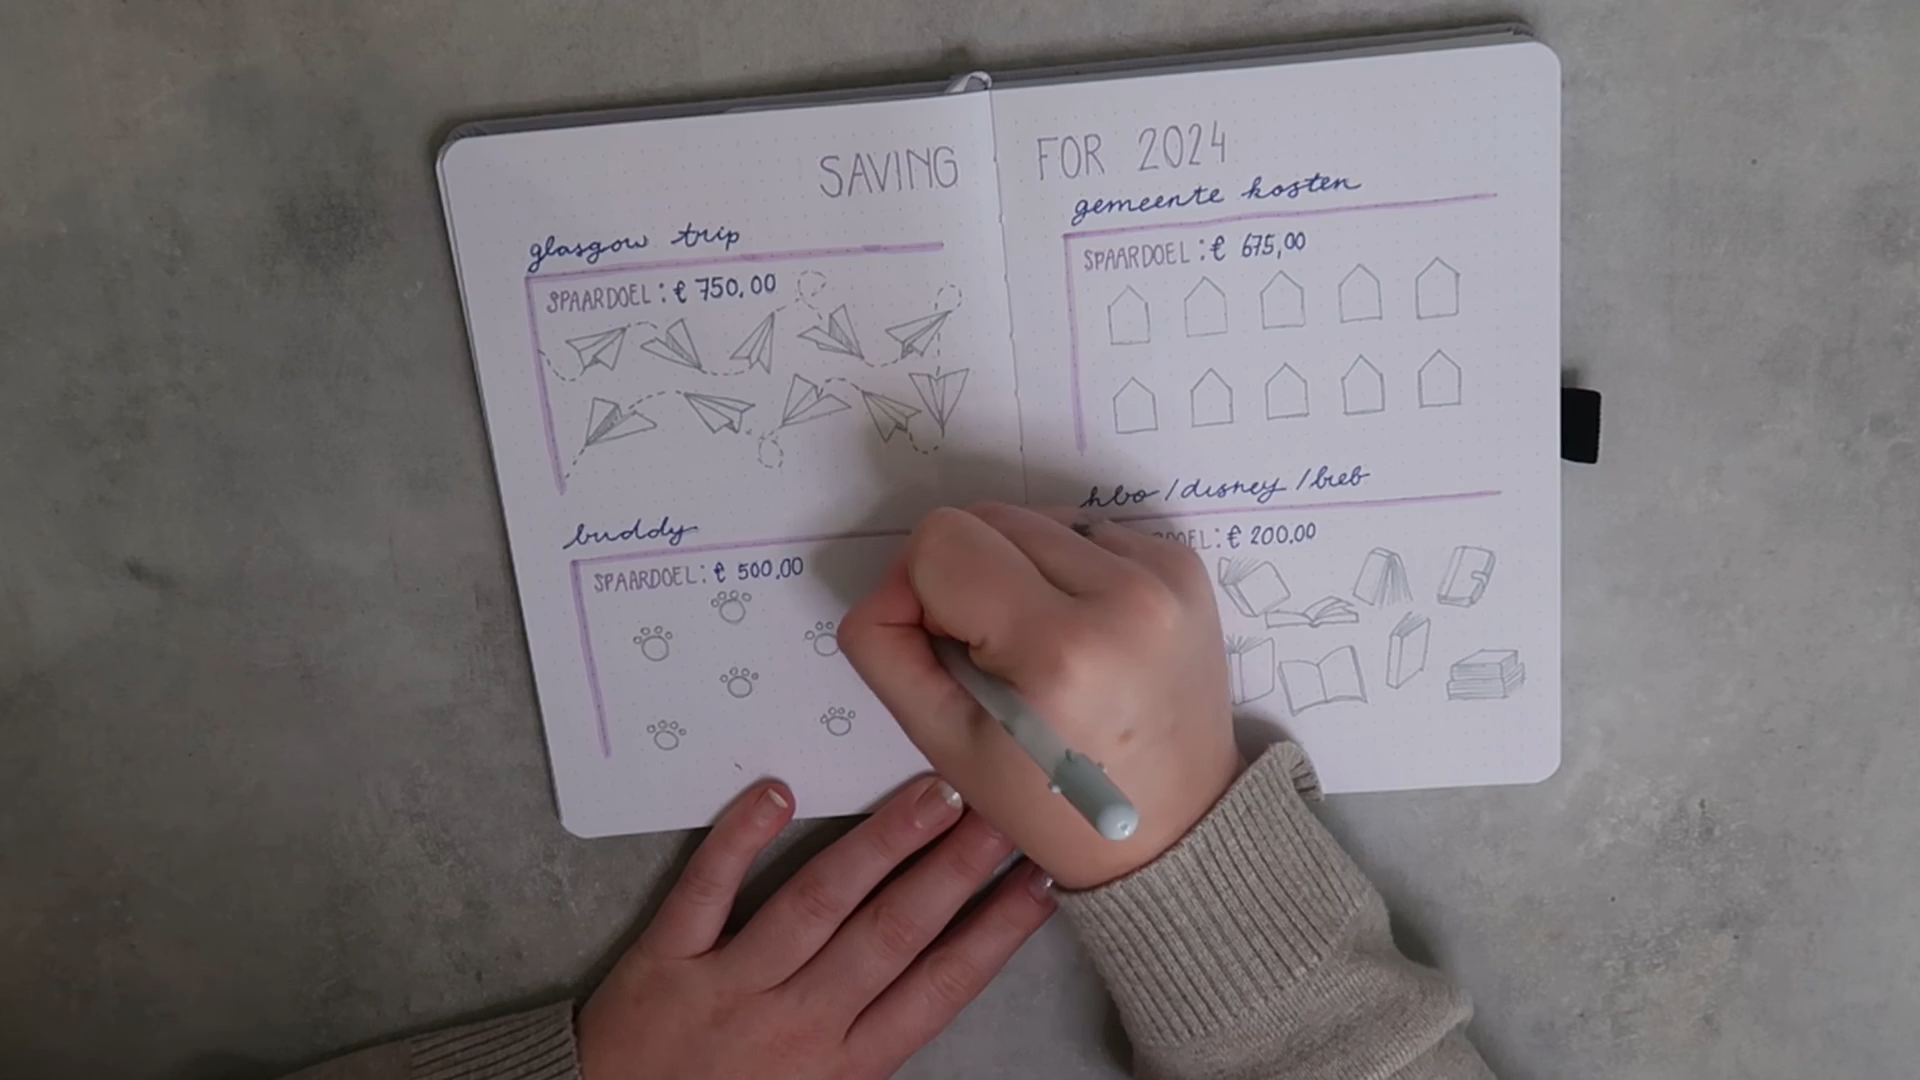 SAVING FOR 2024
glasgow trip
SPAARDOEL: € 750,00
buddy
SPAARDOEL: € 500,00
gemeente kosten
SPAARDOEL: € 675,00
hbo/disney/bieb
DOEL: € 200,00